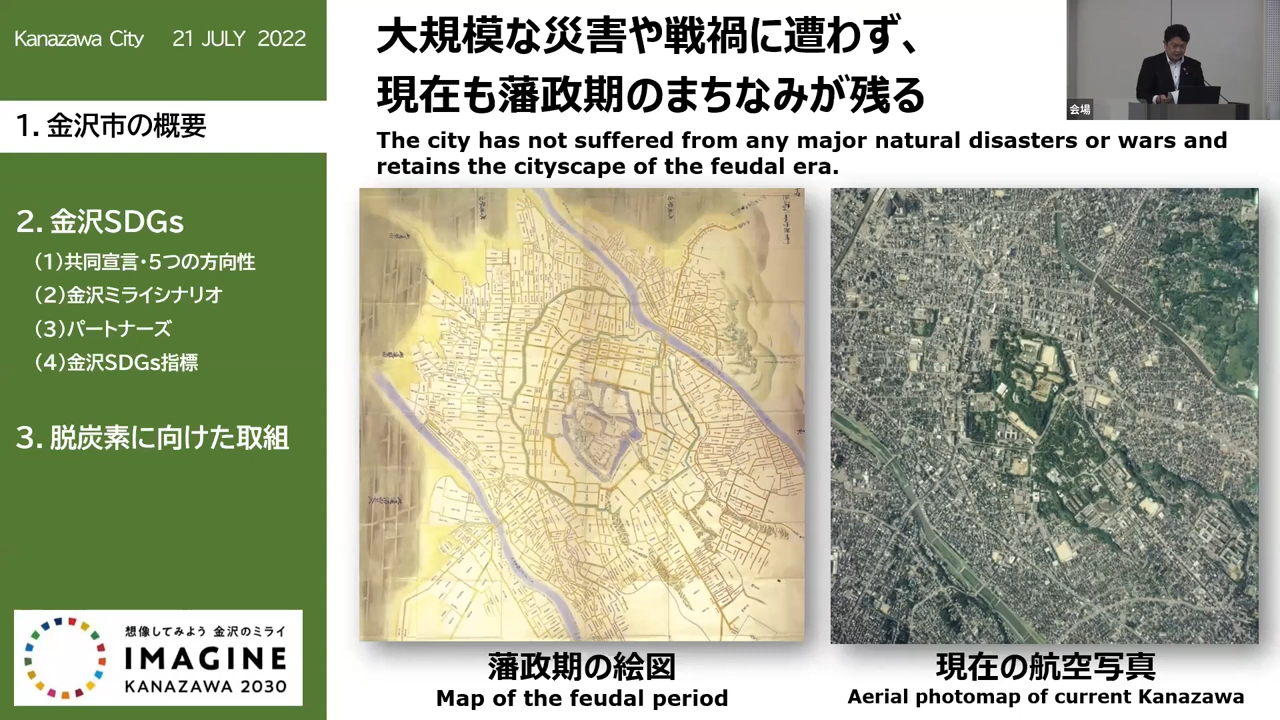 Kanazawa City 21 JULY 2022
1. 金沢市の概要
2. 金沢SDGs
（1）共同宣言・5つの方向性
（2）金沢ミライシナリオ
（3）パートナーズ
（4）金沢SDGs指標
3. 脱炭素に向けた取組
想像してみよう 金沢のミライ
IMAGINE
KANAZAWA 2030
大規模な災害や戦禍に遭わず、
現在も藩政期のまちなみが残る
The city has not suffered from any major natural disasters or wars and
retains the cityscape of the feudal era.
会場
藩政期の絵図
Map of the feudal period
現在の航空写真
Aerial photomap of current Kanazawa